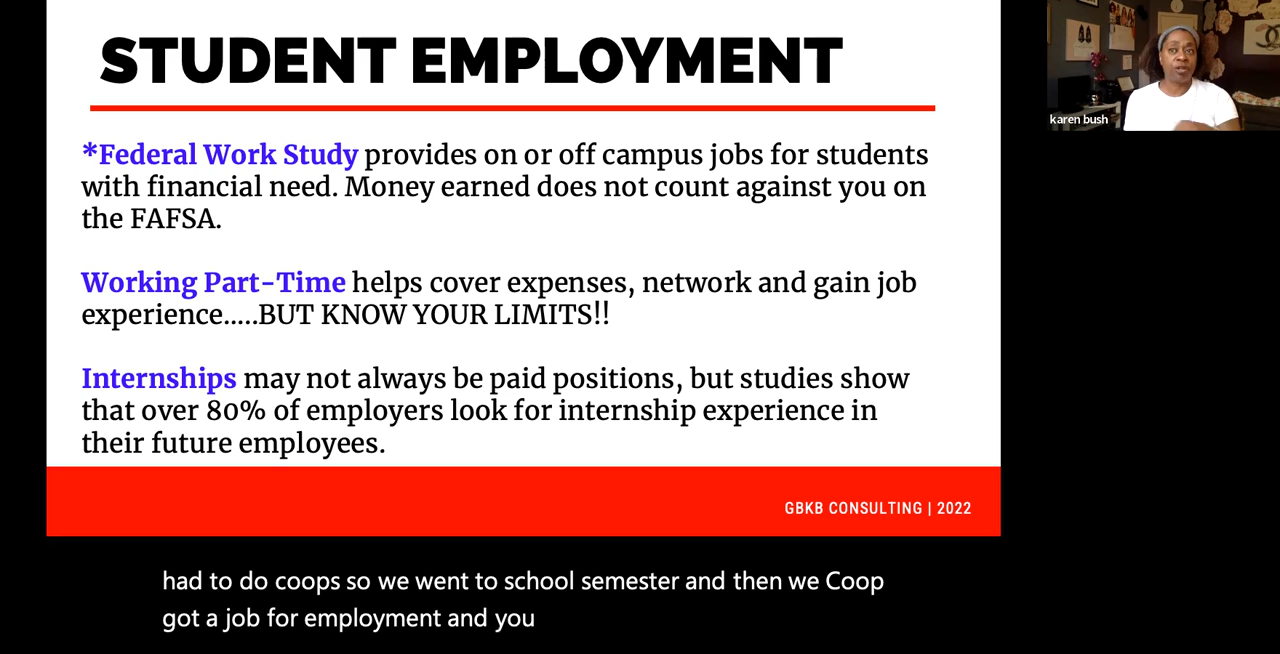 STUDENT EMPLOYMENT
*Federal Work Study provides on or off campus jobs for students
with financial need. Money earned does not count against you on
the FAFSA.
Working Part-Time helps cover expenses, network and gain job
experience.....BUT KNOW YOUR LIMITS!!
Internships may not always be paid positions, but studies show
that over 80% of employers look for internship experience in
their future employees.
GBKB CONSULTING | 2022
karen bush
had to do coops so we went to school semester and then we Coop
got a job for employment and you